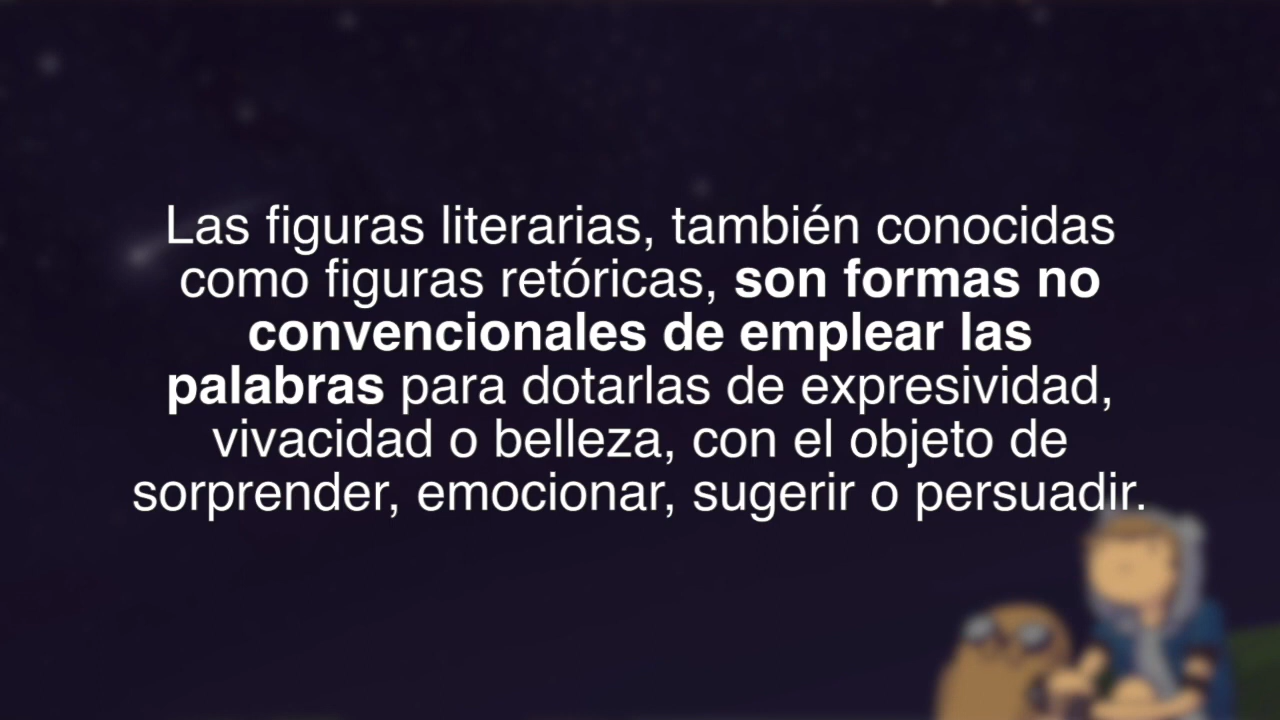 Las figuras literarias, también conocidas
como figuras retóricas, son formas no
convencionales de emplear las
palabras para dotarlas de expresividad,
vivacidad o belleza, con el objeto de
sorprender, emocionar, sugerir o persuadir.